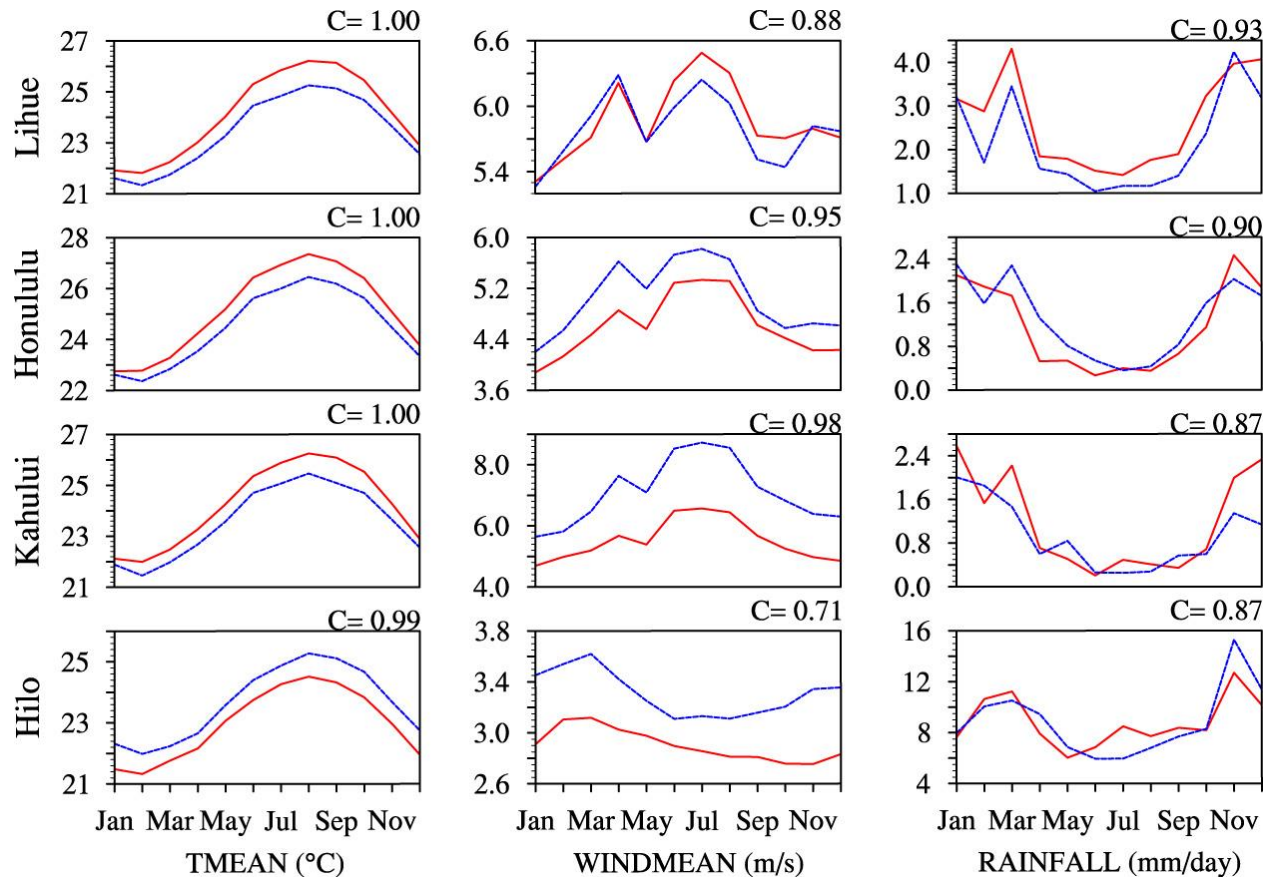 C= 1.00 C= 0.88 C= 0.93
Lihue
27 25 23 21
6.6 6.0 5.4
4.0 3.0 2.0 1.0
C= 1.00 C= 0.95 C= 0.90
Honululu
28 26 24 22
6.0 5.2 4.4 3.6
2.4 1.6 0.8 0.0
C= 1.00 C= 0.98 C= 0.87
Kahului
27 25 23 21
8.0 6.0 4.0
2.4 1.6 0.8 0.0
C= 0.99 C= 0.71 C= 0.87
Hilo
25 23 21
3.8 3.4 3.0 2.6
16 12 8 4
Jan Mar May Jul Sep Nov Jan Mar May Jul Sep Nov Jan Mar May Jul Sep Nov
TMEAN (°C) WINDMEAN (m/s) RAINFALL (mm/day)